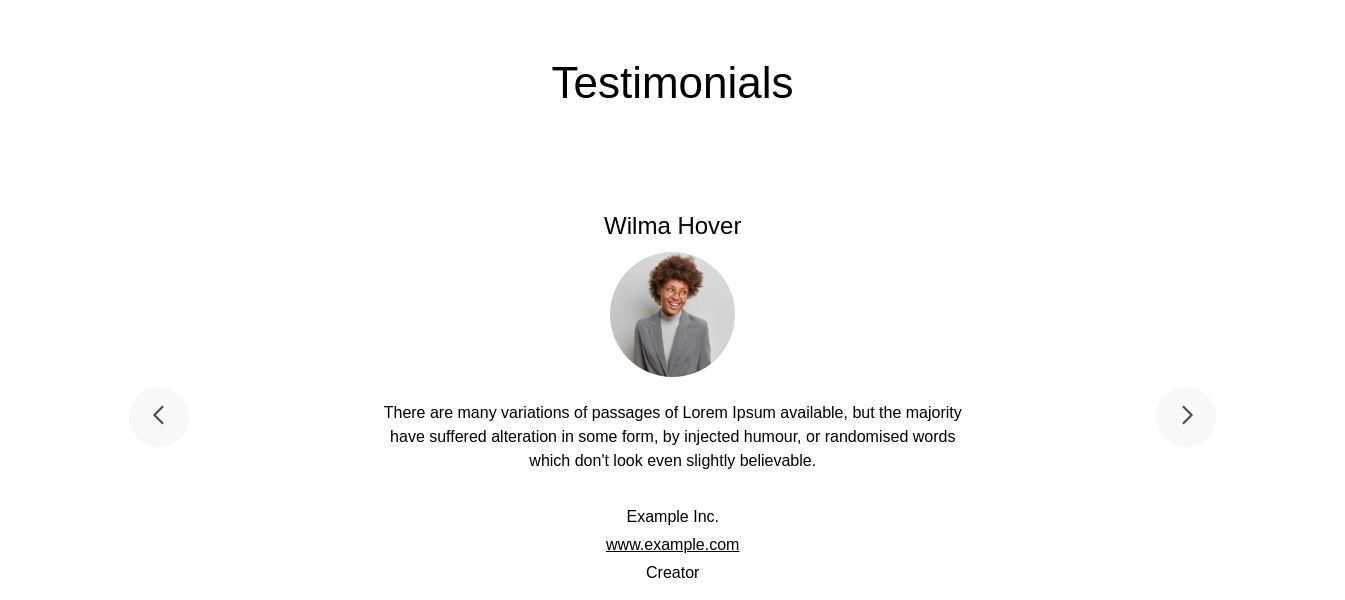 Testimonials
Wilma Hover
There are many variations of passages of Lorem Ipsum available, but the majority
have suffered alteration in some form, by injected humour, or randomised words
which don't look even slightly believable.
Example Inc.
www.example.com
Creator